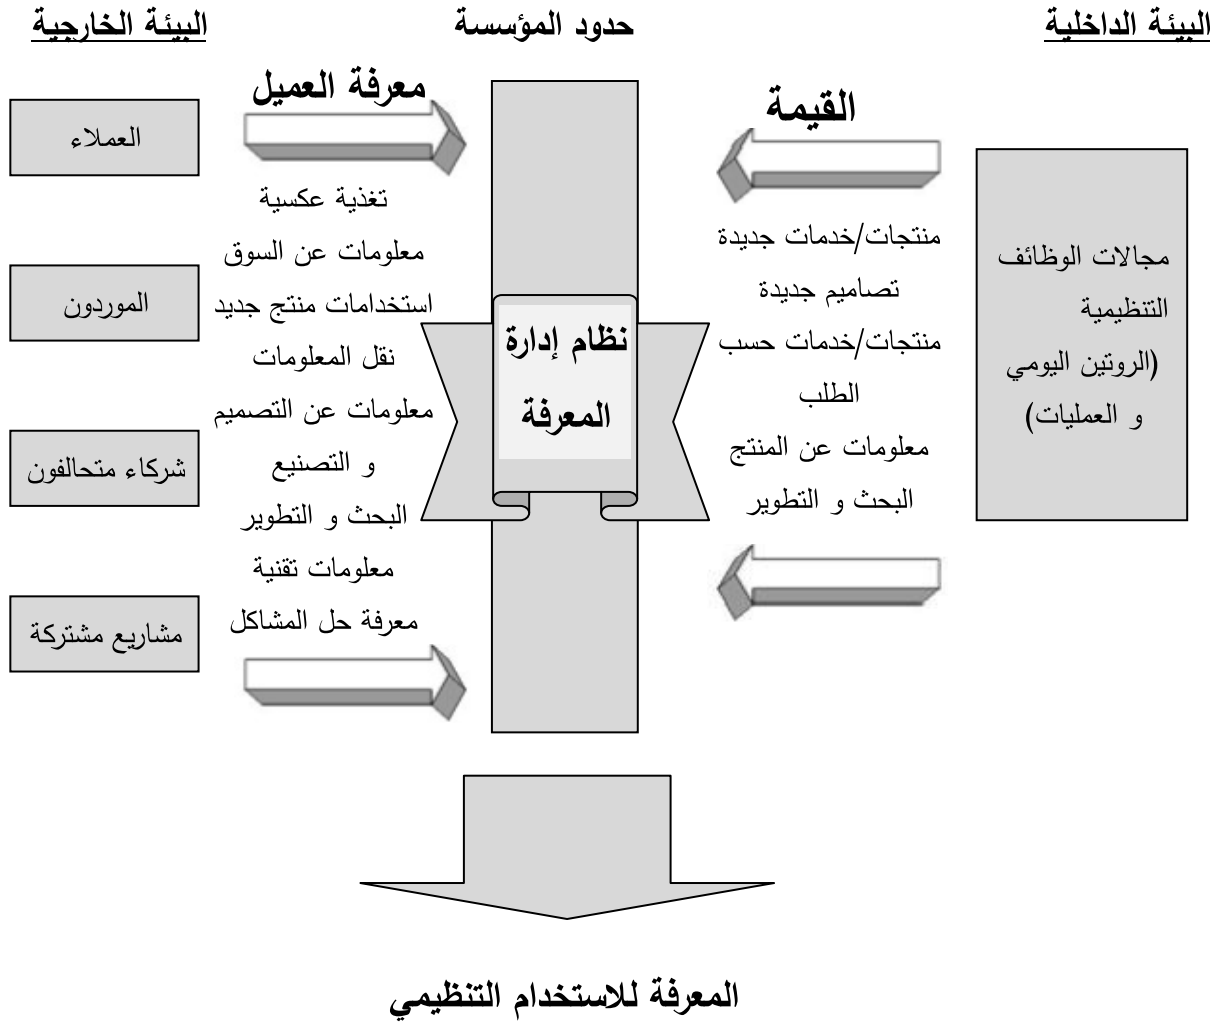 البيئة الداخلية
حدود المؤسسة
البيئة الخارجية
القيمة
منتجات/خدمات جديدة
تصاميم جديدة
منتجات/خدمات حسب
الطلب
معلومات عن المنتج
البحث و التطوير
مجالات الوظائف
التنظيمية
(الروتين اليومي
و العمليات)
نظام إدارة
المعرفة
معرفة العميل
تغذية عكسية
معلومات عن السوق
استخدامات منتج جديد
نقل المعلومات
معلومات عن التصميم
و التصنيع
البحث و التطوير
معلومات تقنية
معرفة حل المشاكل
العملاء
الموردون
شركاء متحالفون
مشاريع مشتركة
المعرفة للاستخدام التنظيمي